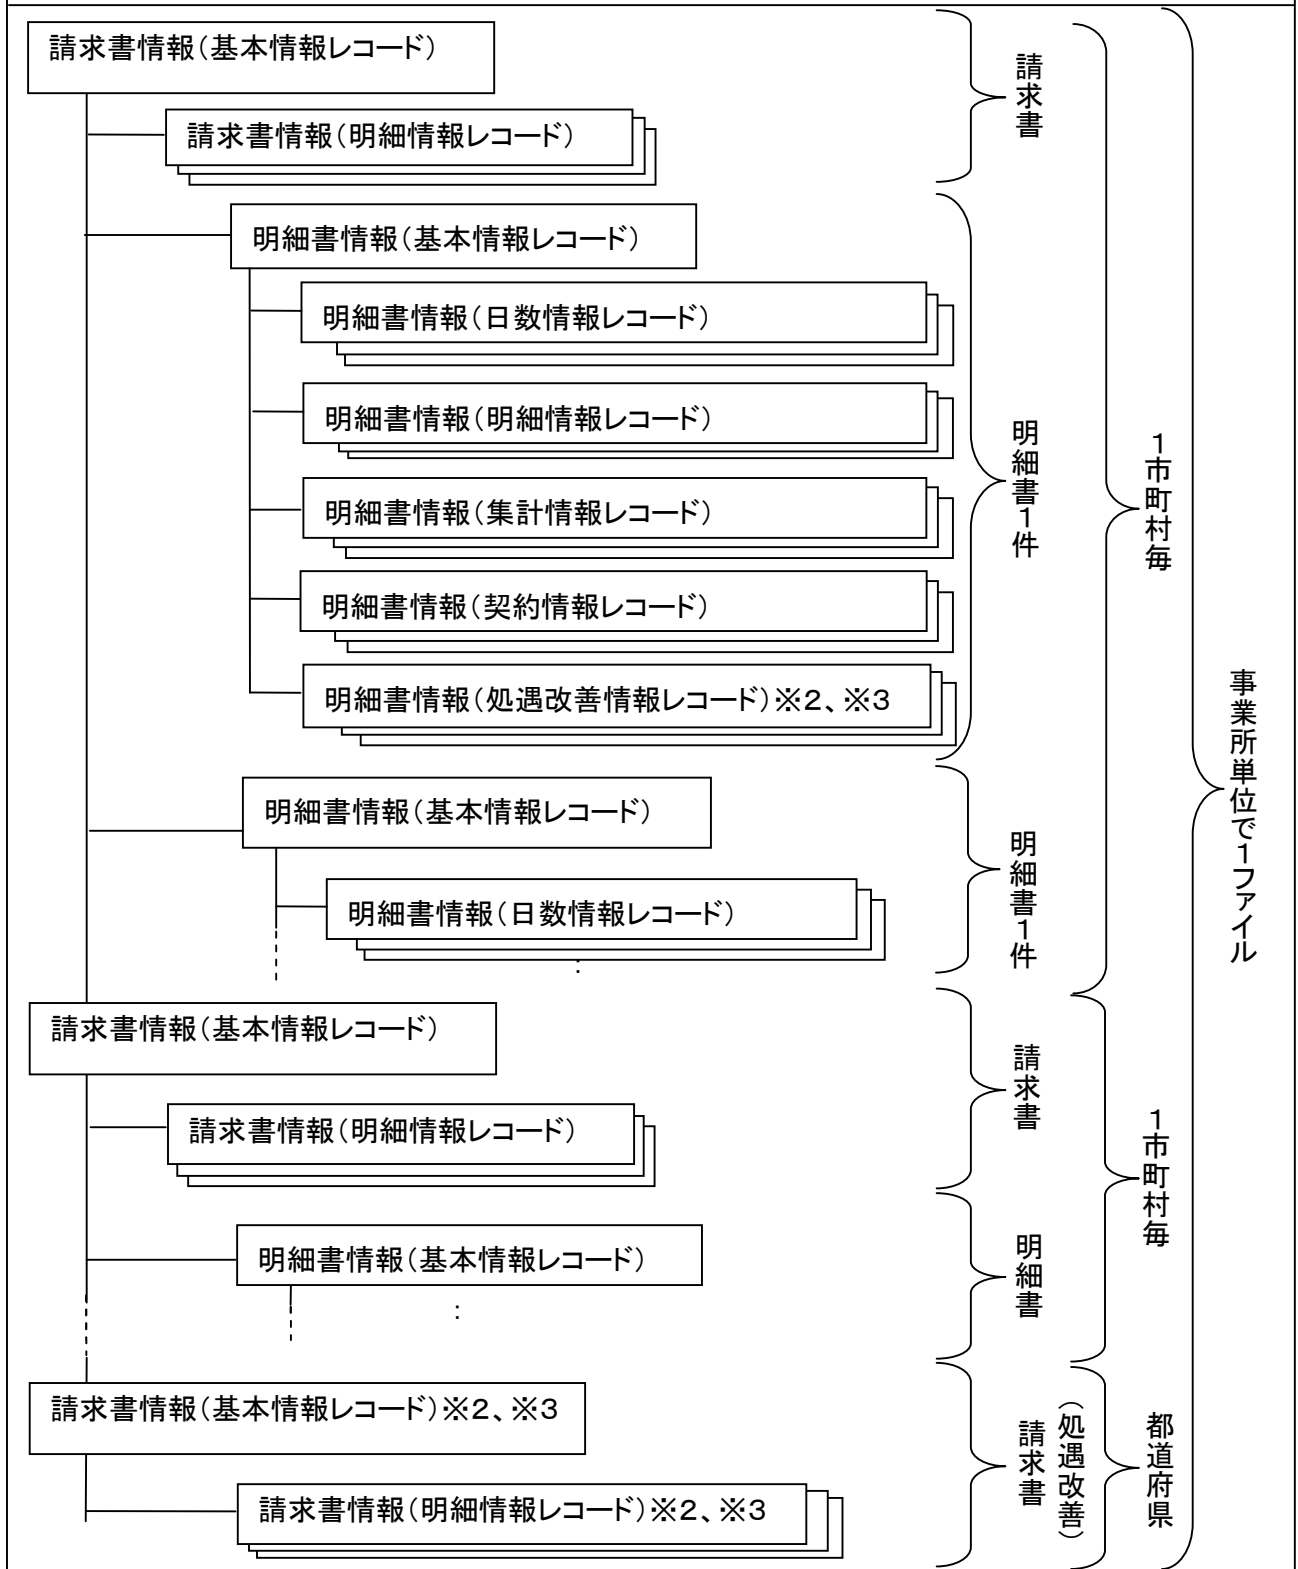 請求書情報（基本情報レコード）
請求書情報（明細情報レコード）
請求書
明細書情報（基本情報レコード）
明細書情報（日数情報レコード）
明細書情報（明細情報レコード）
明細書情報（集計情報レコード）
明細書情報（契約情報レコード）
明細書情報（処遇改善情報レコード）※２、※３
明細書１件
明細書情報（基本情報レコード）
明細書情報（日数情報レコード）
：
明細書１件
１市町村毎
請求書情報（基本情報レコード）
請求書情報（明細情報レコード）
請求書
明細書情報（基本情報レコード）
：
明細書
１市町村毎
請求書情報（基本情報レコード）※２、※３
請求書情報（明細情報レコード）※２、※３
請求書
（処遇改善）
都道府県
事業所単位で１ファイル